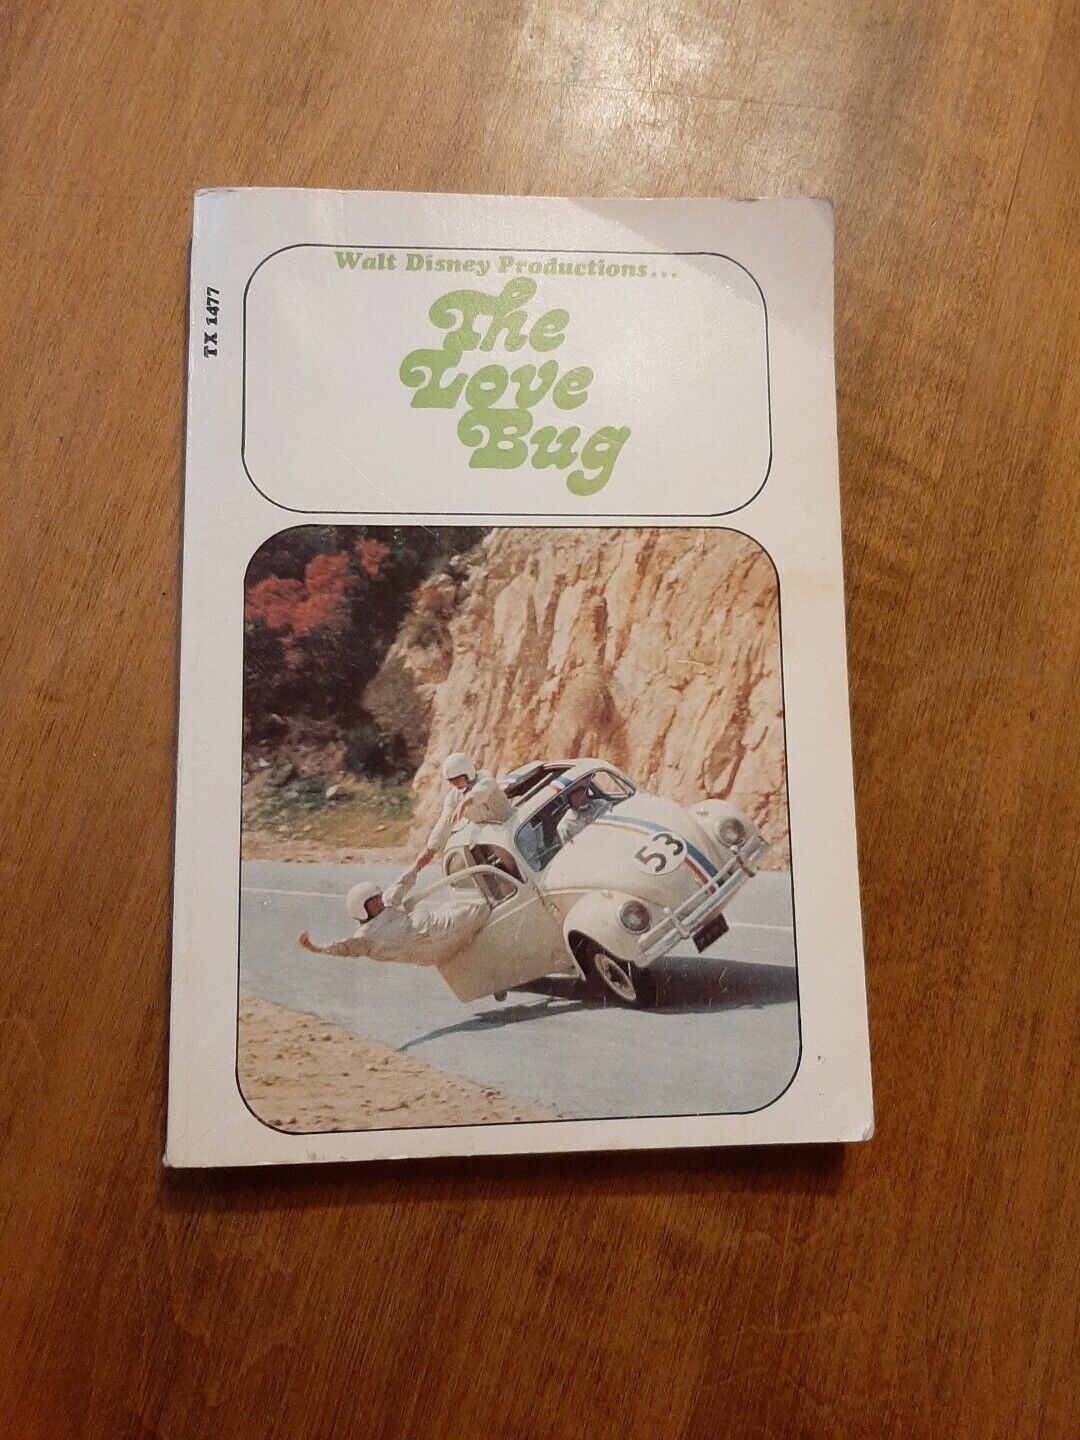 Walt Disney Productions...
The
Love
Bug
TX 1477
53